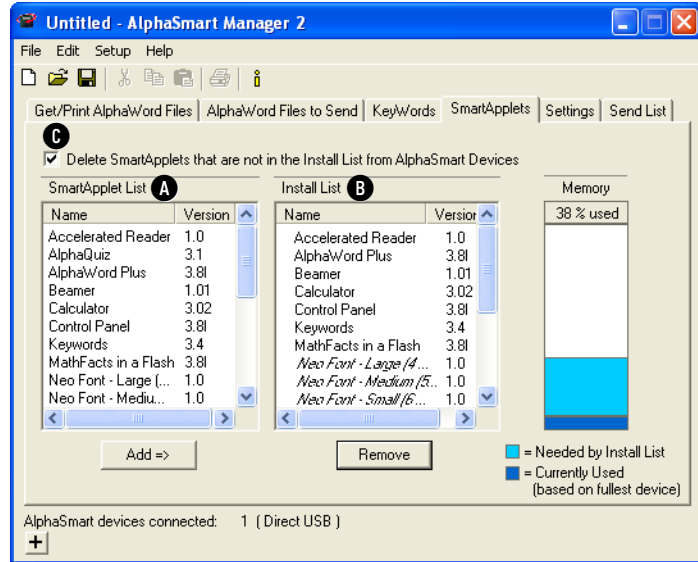 Untitled - AlphaSmart Manager 2
File Edit Setup Help
Get/Print AlphaWord Files AlphaWord Files to Send KeyWords SmartApplets Settings Send List
C
Delete SmartApplets that are not in the Install List from AlphaSmart Devices
SmartApplet List A Install List B Memory
Name Version Name Version 38 % used
Accelerated Reader 1.0 Accelerated Reader 1.0
AlphaQuiz 3.1 AlphaWord Plus 3.8I
AlphaWord Plus 3.8I Beamer 1.01
Beamer 1.01 Calculator 3.02
Calculator 3.02 Control Panel 3.8I
Control Panel 3.8I Keywords 3.4
Keywords 3.4 MathFacts in a Flash 3.8I
MathFacts in a Flash 3.8I Neo Font - Large (4... 1.0
Neo Font - Large (... 1.0 Neo Font - Medium (5... 1.0
Neo Font - Mediu... 1.0 Neo Font - Small (6... 1.0
Add => Remove
= Needed by Install List
= Currently Used
(based on fullest device)
AlphaSmart devices connected: 1 ( Direct USB )
+